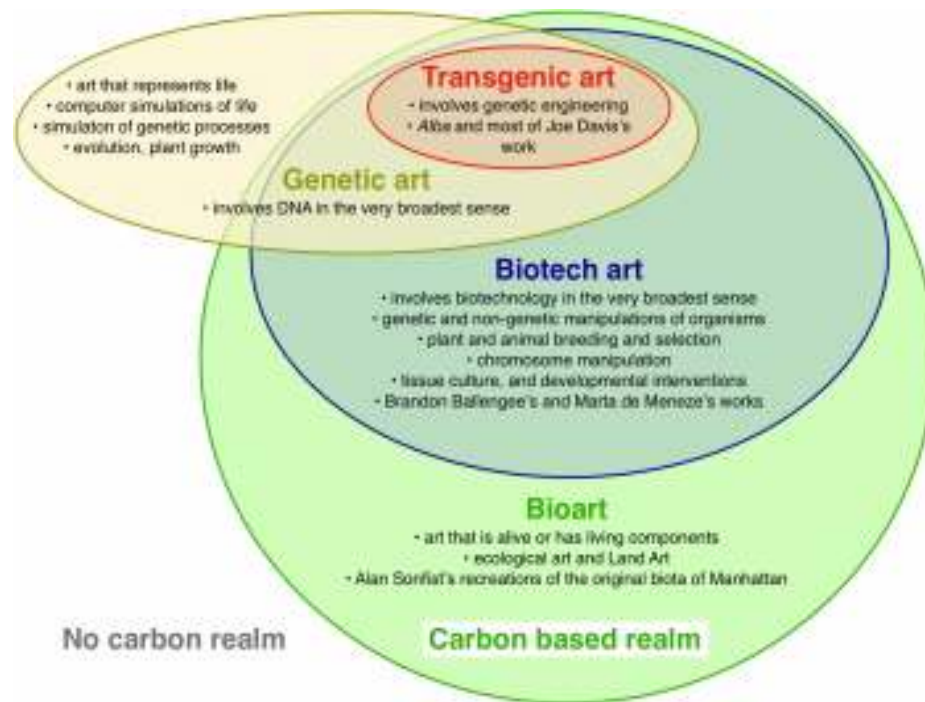 Transgenic art
• involves genetic engineering
• Alba and most of Joe Davis's
work
• art that represents life
• computer simulations of life
• simulaton of genetic processes
• evolution, plant growth
Genetic art
• involves DNA in the very broadest sense
Biotech art
• involves biotechnology in the very broadest sense
• genetic and non-genetic manipulations of organisms
• plant and animal breeding and selection
• chromosome manipulation
• tissue culture, and developmental interventions
• Brandon Ballengee's and Marta de Meneze's works
Bioart
• art that is alive or has living components
• ecological art and Land Art
• Alan Sonfist's recreations of the original biota of Manhattan
No carbon realm
Carbon based realm